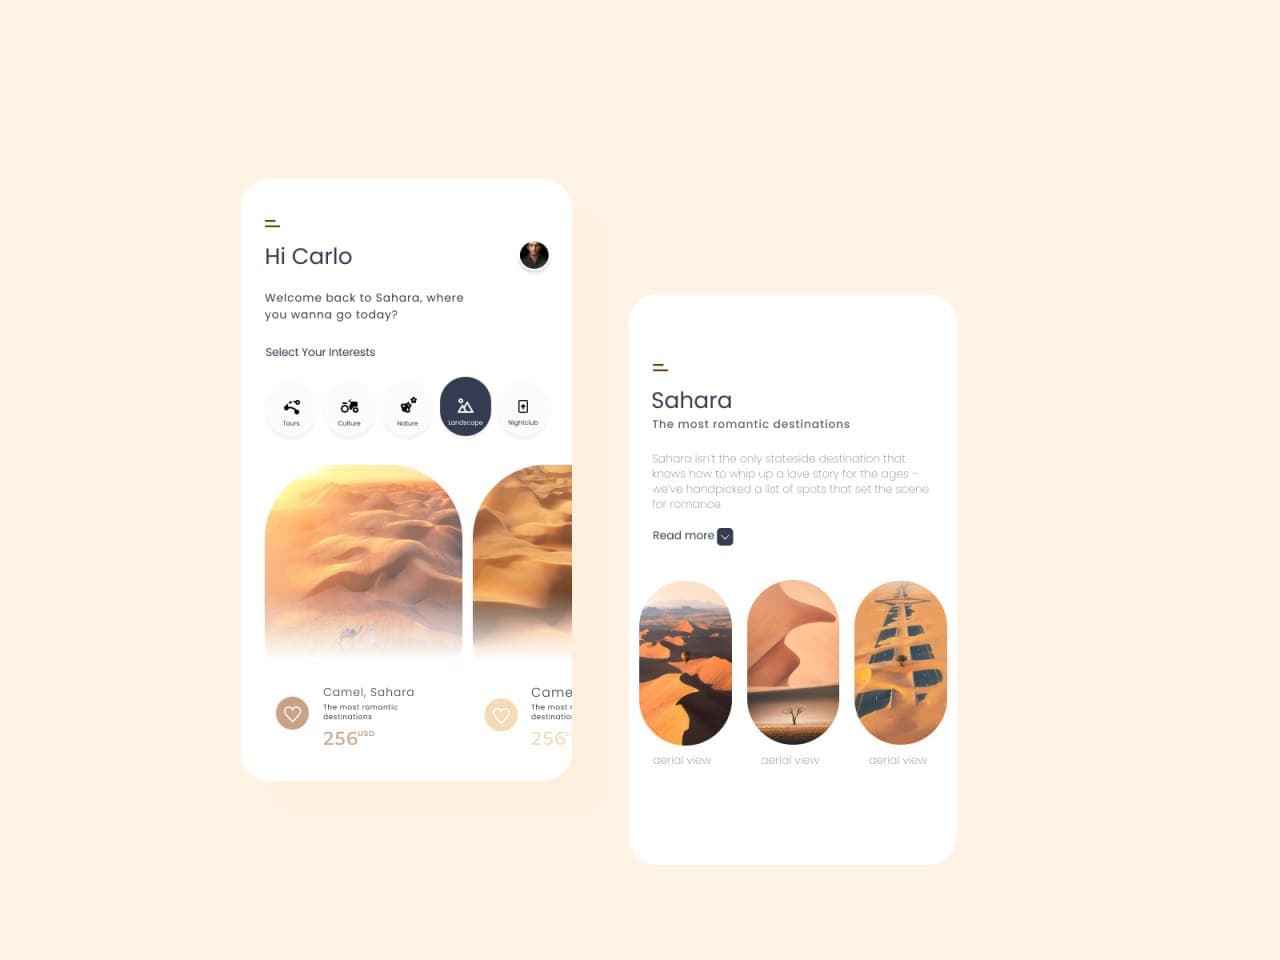 Hi Carlo
Welcome back to Sahara, where
you wanna go today?
Select Your Interests
Tours
Culture
Nature
Landscape
Nightclub
Camel, Sahara
The most romantic
destinations
256USD
Came
The most
destinatio
256
Sahara
The most romantic destinations
Sahara isn't the only stateside destination that
knows how to whip up a love story for the ages –
we've handpicked a list of spots that set the scene
for romance.
Read more
aerial view
aerial view
aerial view